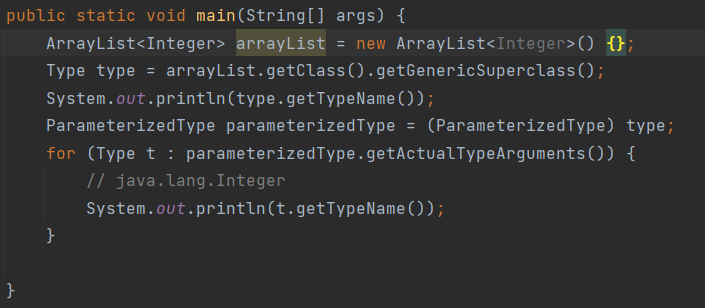 public static void main(String[] args) {
    ArrayList<Integer> arrayList = new ArrayList<Integer>() {};
    Type type = arrayList.getClass().getGenericSuperclass();
    System.out.println(type.getTypeName());
    ParameterizedType parameterizedType = (ParameterizedType) type;
    for (Type t : parameterizedType.getActualTypeArguments()) {
        // java.lang.Integer
        System.out.println(t.getTypeName());
    }
}